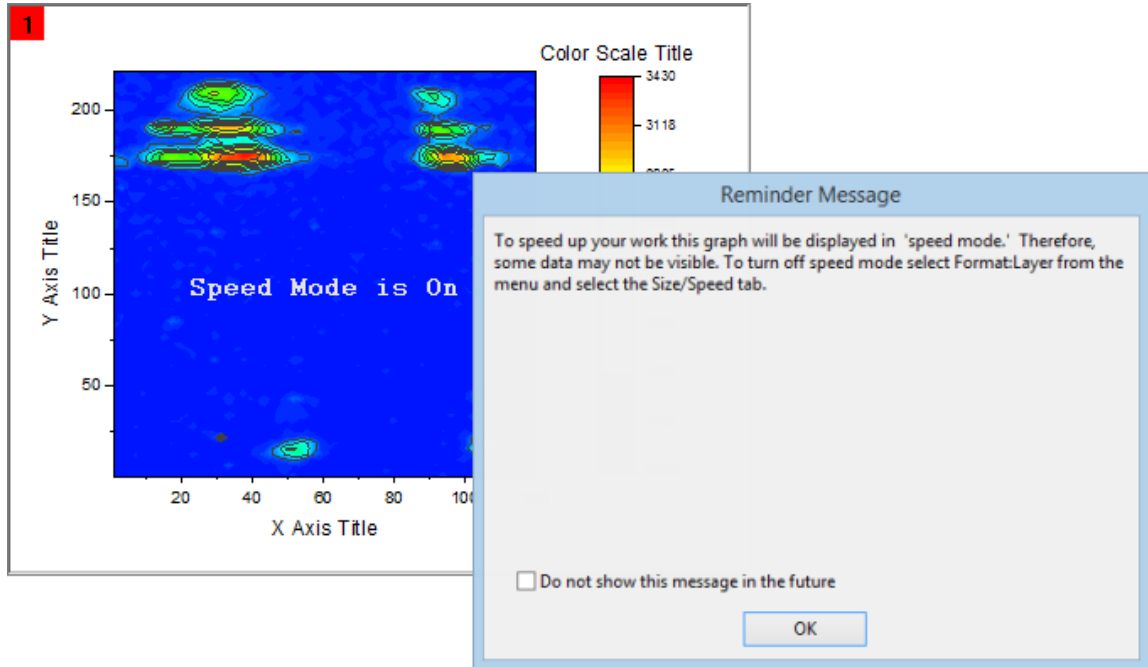 1
Color Scale Title
3430
3118
200
150
100
50
Y Axis Title
Speed Mode is On
20
40
60
80
X Axis Title
Reminder Message
To speed up your work this graph will be displayed in 'speed mode.' Therefore,
some data may not be visible. To turn off speed mode select Format:Layer from the
menu and select the Size/Speed tab.
Do not show this message in the future
OK